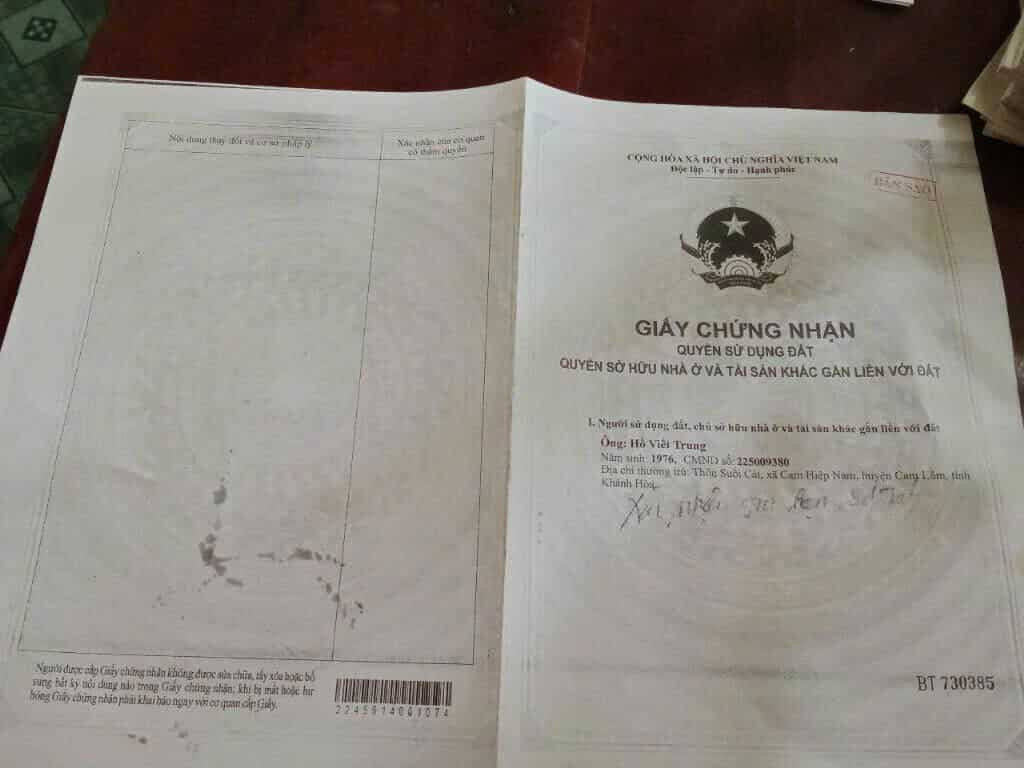 Nội dung thay đổi và cơ sở pháp lý
Xác nhận của cơ quan
có thẩm quyền
Người được cấp Giấy chứng nhận không được sửa chữa, tẩy xóa hoặc bổ
sung bất kỳ nội dung nào trong Giấy chứng nhận; khi bị mất hoặc hư
hỏng Giấy chứng nhận phải khai báo ngay với cơ quan cấp Giấy.
2245914001074
CỘNG HÒA XÃ HỘI CHỦ NGHĨA VIỆT NAM
Độc lập - Tự do - Hạnh phúc
BẢN SAO
GIẤY CHỨNG NHẬN
QUYỀN SỬ DỤNG ĐẤT
QUYỀN SỞ HỮU NHÀ Ở VÀ TÀI SẢN KHÁC GẮN LIỀN VỚI ĐẤT
I. Người sử dụng đất, chủ sở hữu nhà ở và tài sản khác gắn liền với đất
Ông: Hồ Viết Trung
Năm sinh: 1976, CMND số: 225009380
Địa chỉ thường trú: Thôn Suối Cát, xã Cam Hiệp Nam, huyện Cam Lâm, tỉnh
Khánh Hòa.
BT 730385